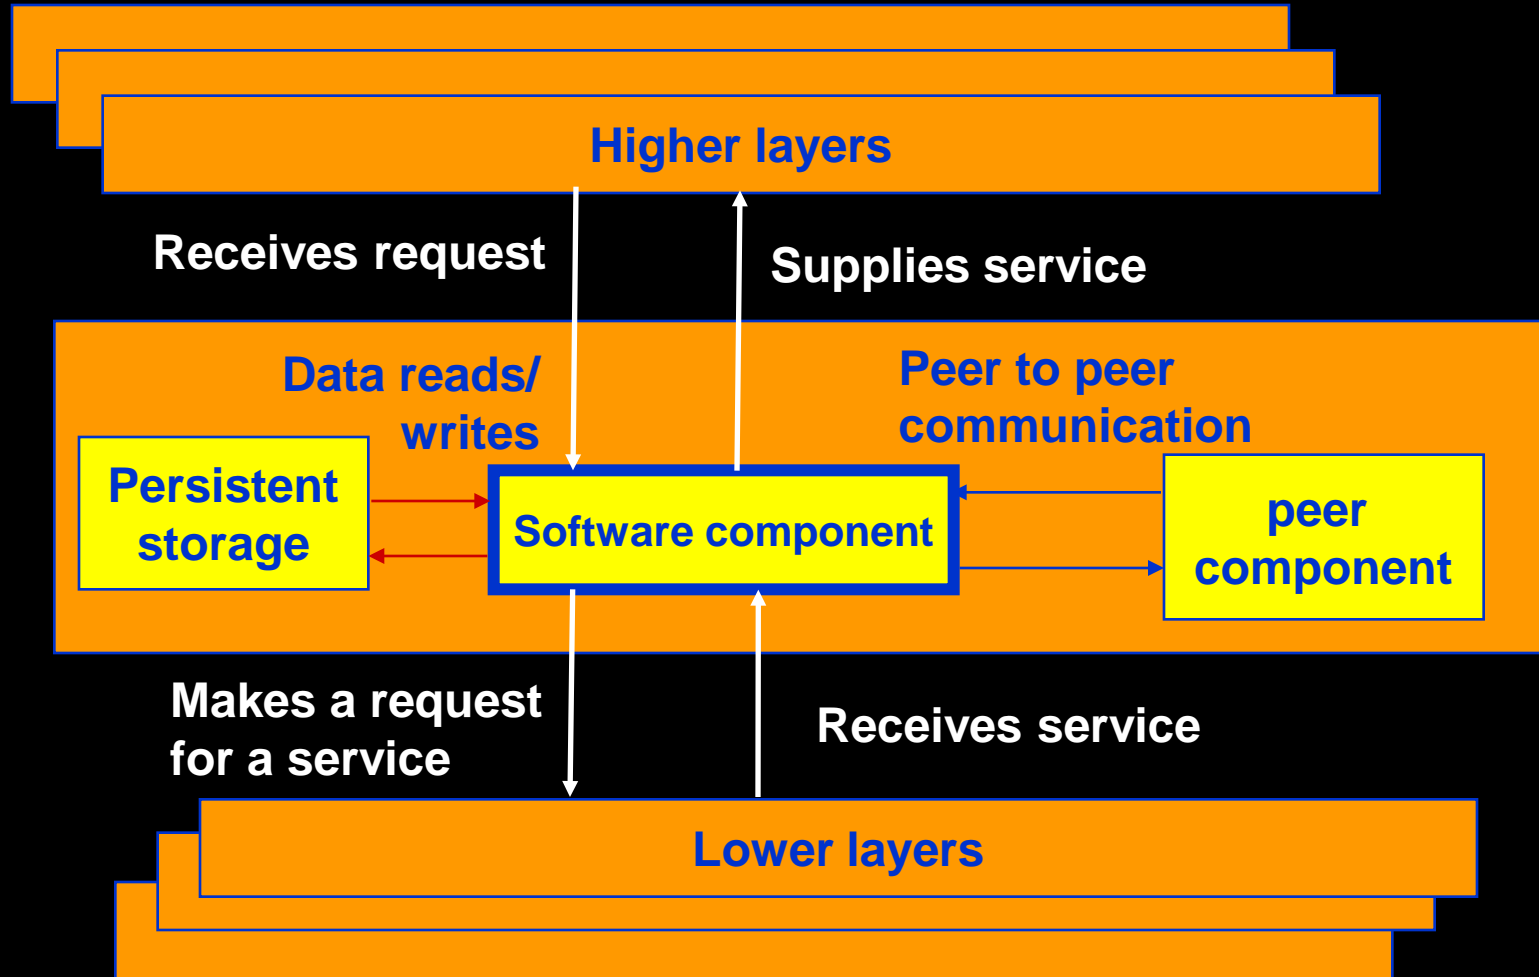 Higher layers
Receives request
Supplies service
Data reads/
writes
Peer to peer
communication
Persistent
storage
Software component
peer
component
Makes a request
for a service
Receives service
Lower layers